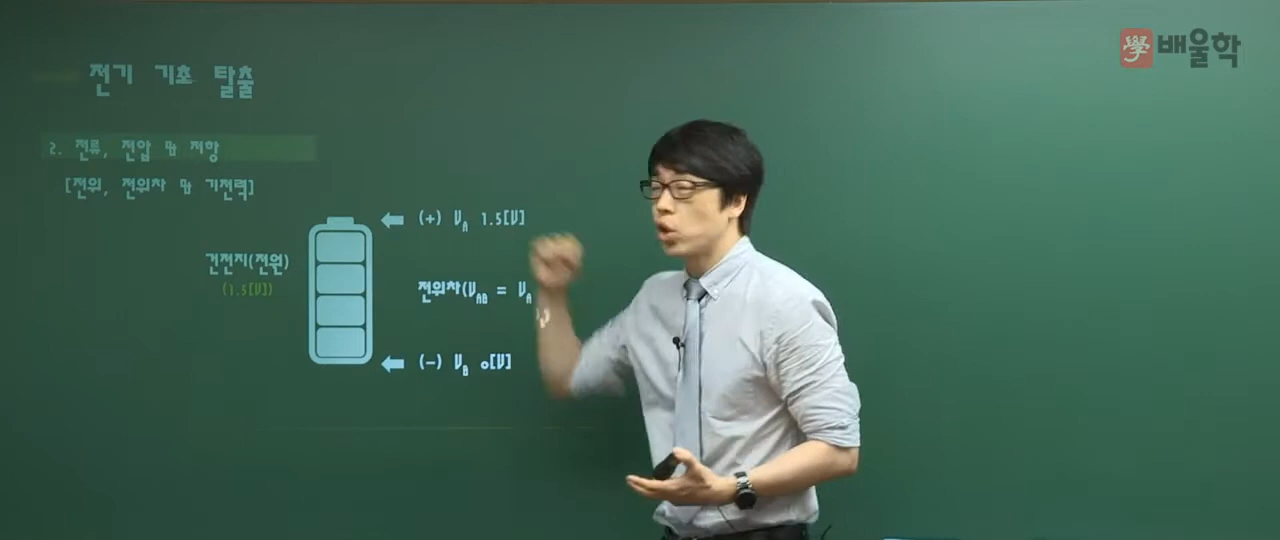 學 배울학
전기 기초 탈출
2. 전류, 전압 및 저항
[전위, 전위차 및 기전력]
(+) V_A 1.5[V]
건전지(전원)
(1.5[V])
전위차(V_AB = V_A
(-) V_B 0[V]